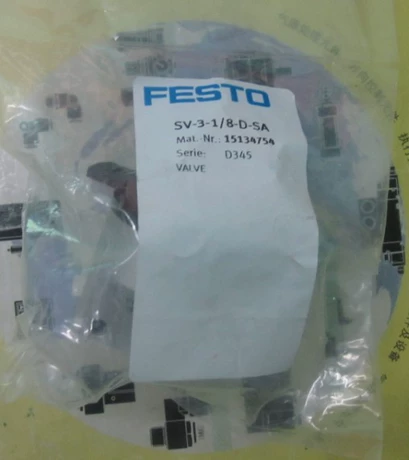 FESTO
SV-3-1/8-D-SA
Mat.-Nr.: 15134754
Serie: D345
VALVE